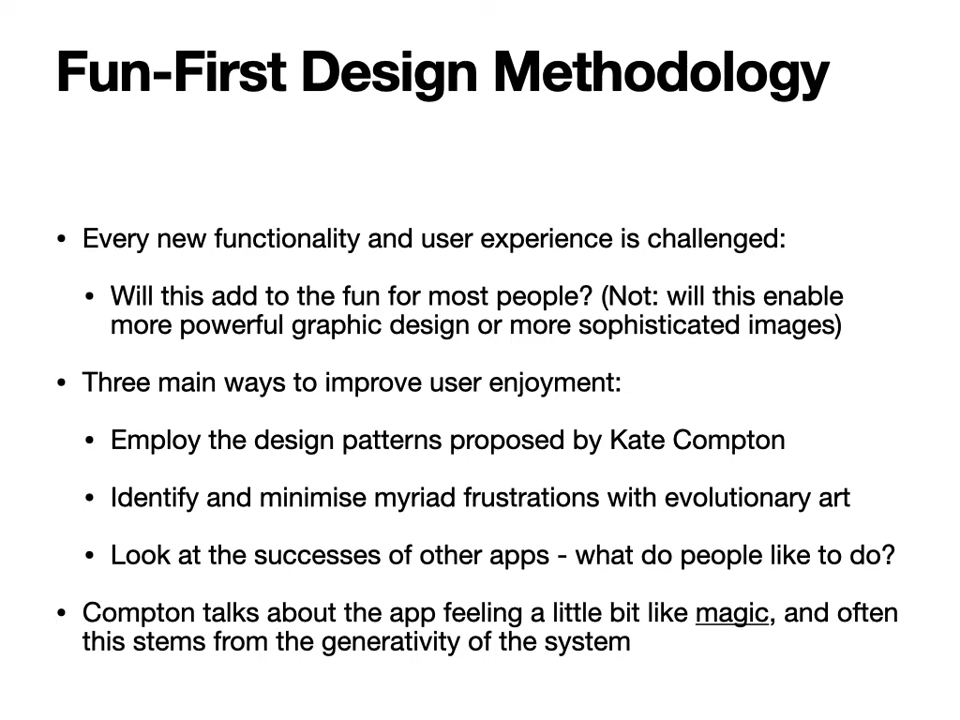 Fun-First Design Methodology
• Every new functionality and user experience is challenged:
• Will this add to the fun for most people? (Not: will this enable
more powerful graphic design or more sophisticated images)
• Three main ways to improve user enjoyment:
• Employ the design patterns proposed by Kate Compton
• Identify and minimise myriad frustrations with evolutionary art
• Look at the successes of other apps - what do people like to do?
• Compton talks about the app feeling a little bit like magic, and often
this stems from the generativity of the system